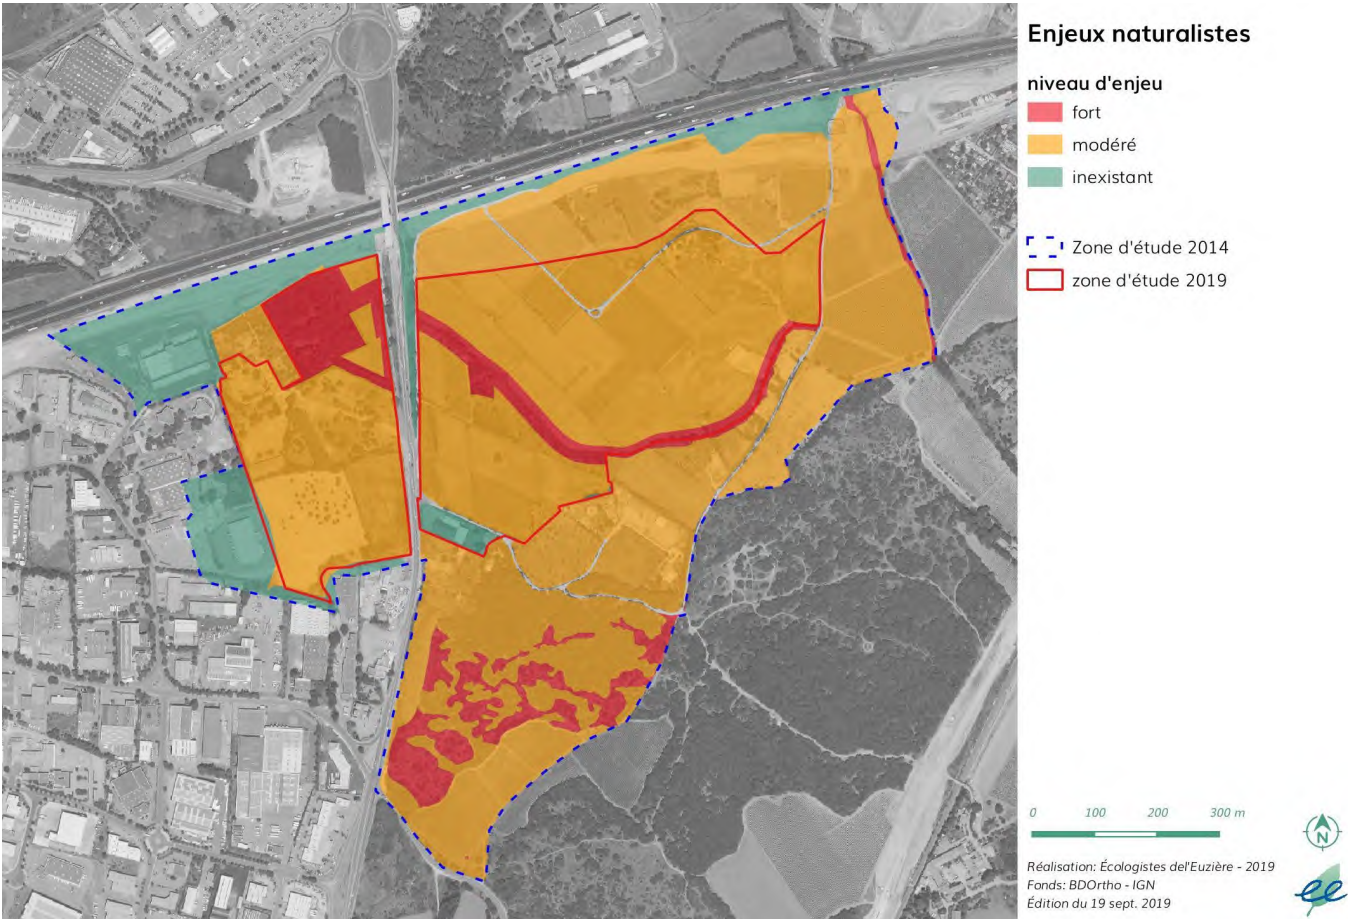 Enjeux naturalistes
niveau d'enjeu
fort
modéré
inexistant
Zone d'étude 2014
zone d'étude 2019
0 100 200 300 m
N
Réalisation: Écologistes del'Euzière - 2019
Fonds: BDOrtho - IGN
Édition du 19 sept. 2019
ee